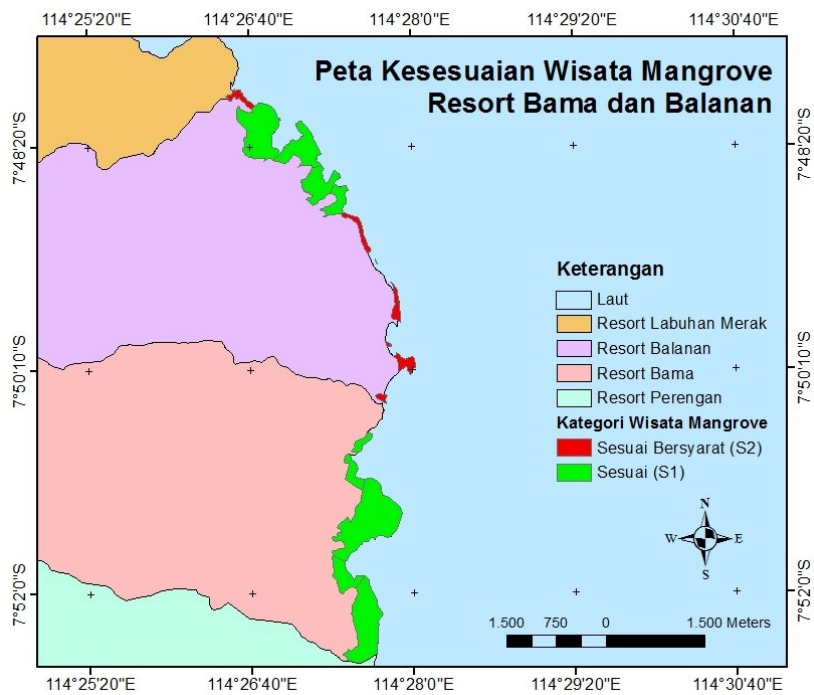 114°25'20"E 114°26'40"E 114°28'0"E 114°29'20"E 114°30'40"E
Peta Kesesuaian Wisata Mangrove
Resort Bama dan Balanan
7°48'20"S 7°48'20"S
Keterangan
Laut
Resort Labuhan Merak
Resort Balanan
7°50'10"S Resort Bama 7°50'10"S
Resort Perengan
Kategori Wisata Mangrove
Sesuai Bersyarat (S2)
Sesuai (S1)
N
W E
S
7°52'0"S 7°52'0"S
1.500 750 0 1.500 Meters
114°25'20"E 114°26'40"E 114°28'0"E 114°29'20"E 114°30'40"E